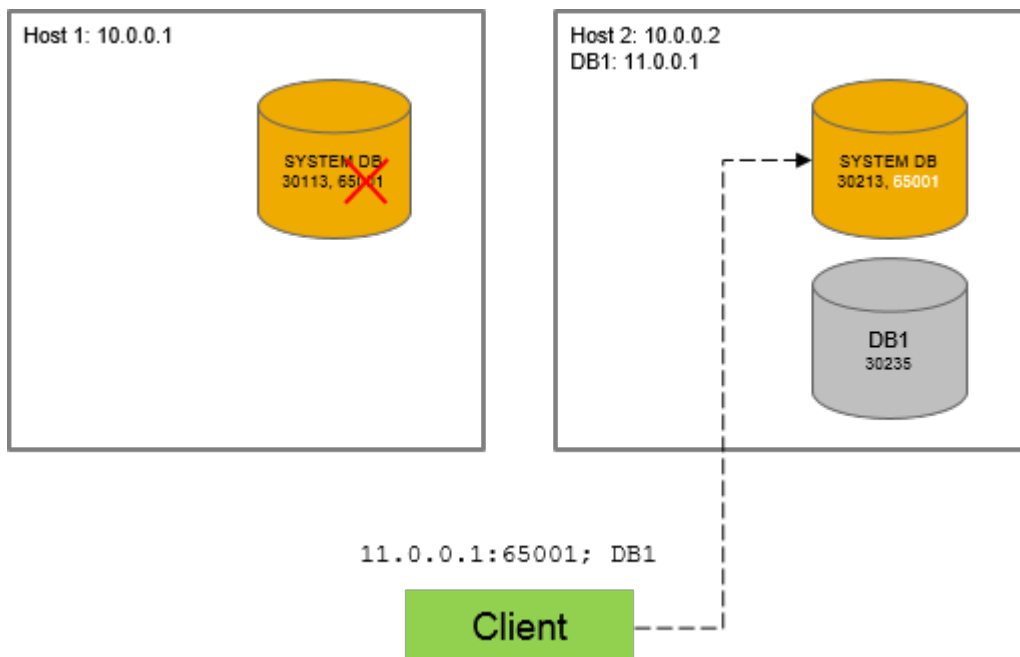 Host 1: 10.0.0.1
SYSTEM DB
30113, 65001
Host 2: 10.0.0.2
DB1: 11.0.0.1
SYSTEM DB
30213, 65001
DB1
30235
11.0.0.1:65001; DB1
Client